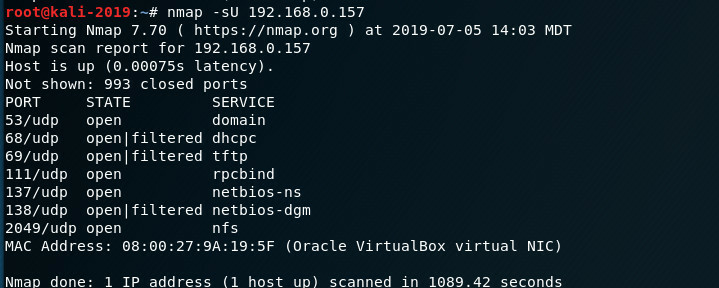 root@kali-2019:~# nmap -sU 192.168.0.157
Starting Nmap 7.70 ( https://nmap.org ) at 2019-07-05 14:03 MDT
Nmap scan report for 192.168.0.157
Host is up (0.00075s latency).
Not shown: 993 closed ports
PORT     STATE         SERVICE
53/udp   open          domain
68/udp   open|filtered dhcpc
69/udp   open|filtered tftp
111/udp  open          rpcbind
137/udp  open          netbios-ns
138/udp  open|filtered netbios-dgm
2049/udp open          nfs
MAC Address: 08:00:27:9A:19:5F (Oracle VirtualBox virtual NIC)
Nmap done: 1 IP address (1 host up) scanned in 1089.42 seconds